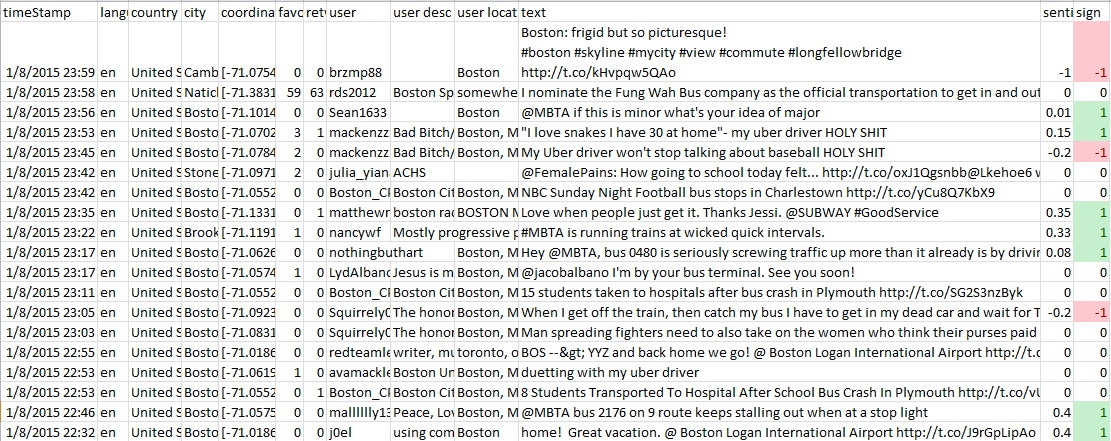 timeStamp lang country city coordina favo retv user user desc user locat text senti sign
Boston: frigid but so picturesque!
#boston #skyline #mycity #view #commute #longfellowbridge
1/8/2015 23:59 en United S Camb [-71.0754 0 0 brzmp88 Boston http://t.co/kHvpqw5QAo -1 -1
1/8/2015 23:58 en United S Natick [-71.3831 59 63 rds2012 Boston Sp somewhe I nominate the Fung Wah Bus company as the official transportation to get in and out 0 0
1/8/2015 23:56 en United S Bosto [-71.1014 0 0 Sean1633 Boston @MBTA if this is minor what's your idea of major 0.01 1
1/8/2015 23:53 en United S Bosto [-71.0702 3 1 mackenzz Bad Bitch/ Boston, M "I love snakes I have 30 at home"- my uber driver HOLY SHIT 0.15 1
1/8/2015 23:45 en United S Bosto [-71.0784 2 0 mackenzz Bad Bitch/ Boston, M My Uber driver won't stop talking about baseball HOLY SHIT -0.2 -1
1/8/2015 23:42 en United S Stone [-71.0971 2 0 julia_yian ACHS @FemalePains: How going to school today felt... http://t.co/oxJ1Qgsnbb@Lkehoe6 w 0 0
1/8/2015 23:42 en United S Bosto [-71.0552 0 0 Boston_CP Boston Cit Boston, M NBC Sunday Night Football bus stops in Charlestown http://t.co/yCu8Q7KbX9 0 0
1/8/2015 23:35 en United S Bosto [-71.1331 0 1 matthewr boston rac BOSTON M Love when people just get it. Thanks Jessi. @SUBWAY #GoodService 0.35 1
1/8/2015 23:22 en United S Brook [-71.1191 1 0 nancywf Mostly progressive p #MBTA is running trains at wicked quick intervals. 0.33 1
1/8/2015 23:17 en United S Bosto [-71.0626 0 0 nothingbuthart Boston, M Hey @MBTA, bus 0480 is seriously screwing traffic up more than it already is by drivin 0.08 1
1/8/2015 23:17 en United S Bosto [-71.0574 1 0 LydAlbano Jesus is m Boston, M @jacobalbano I'm by your bus terminal. See you soon! 0 0
1/8/2015 23:11 en United S Bosto [-71.0552 0 0 Boston_CP Boston Cit Boston, M 15 students taken to hospitals after bus crash in Plymouth http://t.co/SG2S3nzByk 0 0
1/8/2015 23:05 en United S Bosto [-71.0923 0 0 Squirrely0 The honor Boston, M When I get off the train, then catch my bus I have to get in my dead car and wait for T -0.2 -1
1/8/2015 23:03 en United S Bosto [-71.0831 0 0 Squirrely0 The honor Boston, M Man spreading fighters need to also take on the women who think their purses paid 0 0
1/8/2015 22:55 en United S Bosto [-71.0186 0 0 redteamle writer, mu toronto, o BOS --&gt; YYZ and back home we go! @ Boston Logan International Airport http://t.c 0 0
1/8/2015 22:53 en United S Bosto [-71.0619 1 0 avamackle Boston Un Boston, M duetting with my uber driver 0 0
1/8/2015 22:53 en United S Bosto [-71.0552 0 1 Boston_CP Boston Cit Boston, M 8 Students Transported To Hospital After School Bus Crash In Plymouth http://t.co/vU 0 0
1/8/2015 22:46 en United S Bosto [-71.0575 0 0 mallllllly13 Peace, Lov Boston, M @MBTA bus 2176 on 9 route keeps stalling out when at a stop light 0.4 1
1/8/2015 22:32 en United S Bosto [-71.0186 0 0 j0el using com Boston home! Great vacation. @ Boston Logan International Airport http://t.co/J9rGpLipAo 0.4 1